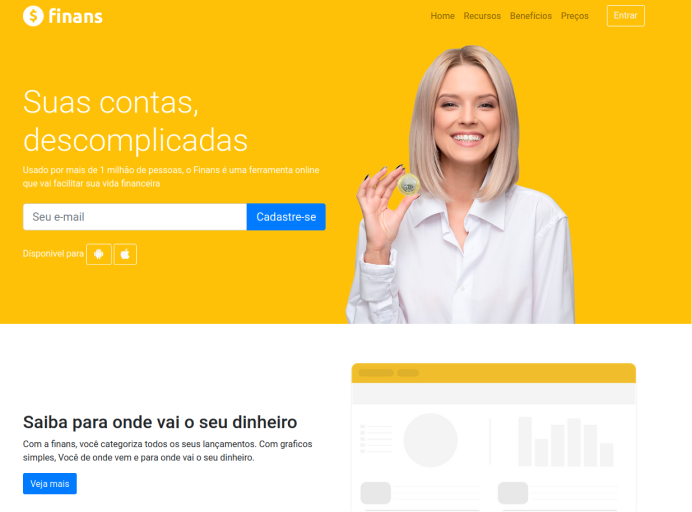 finans
Home Recursos Benefícios Preços Entrar
Suas contas,
descomplicadas
Usado por mais de 1 milhão de pessoas, o Finans é uma ferramenta online
que vai facilitar sua vida financeira
Seu e-mail Cadastre-se
Disponivel para
Saiba para onde vai o seu dinheiro
Com a finans, você categoriza todos os seus lançamentos. Com graficos
simples, Você de onde vem e para onde vai o seu dinheiro.
Veja mais